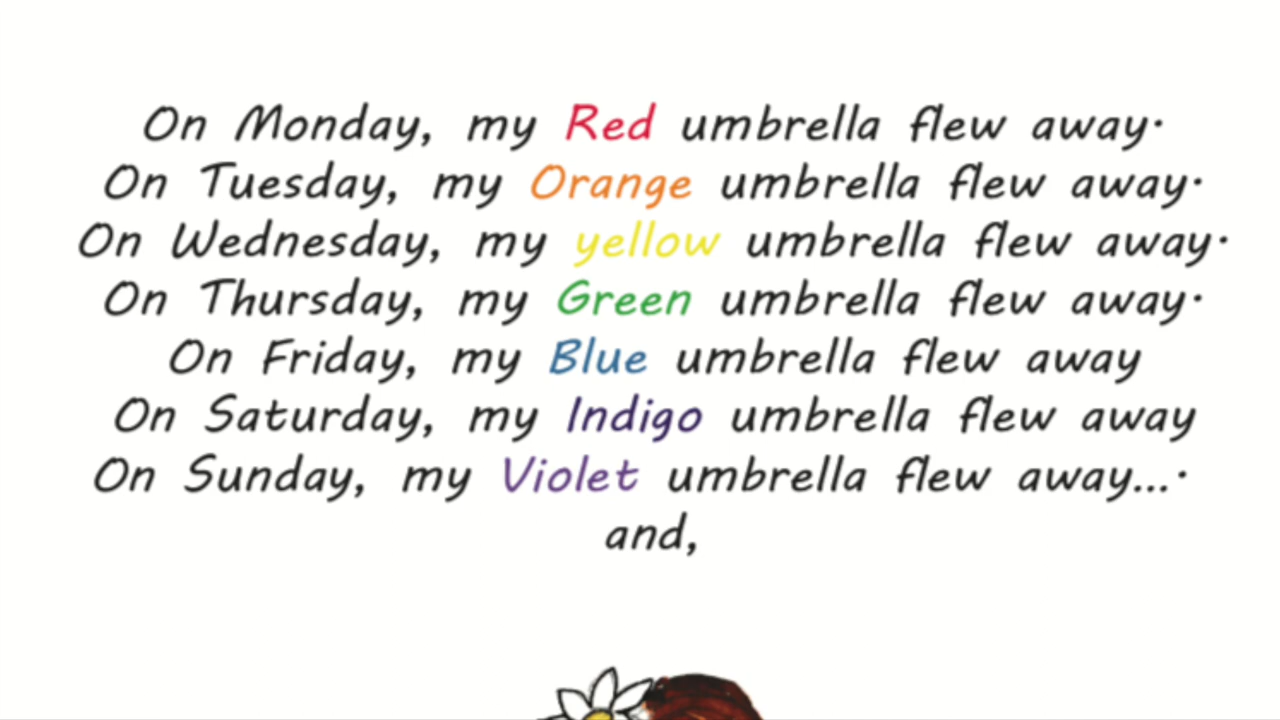 On Monday, my Red umbrella flew away.
On Tuesday, my Orange umbrella flew away.
On Wednesday, my yellow umbrella flew away.
On Thursday, my Green umbrella flew away.
On Friday, my Blue umbrella flew away
On Saturday, my Indigo umbrella flew away
On Sunday, my Violet umbrella flew away....
and,